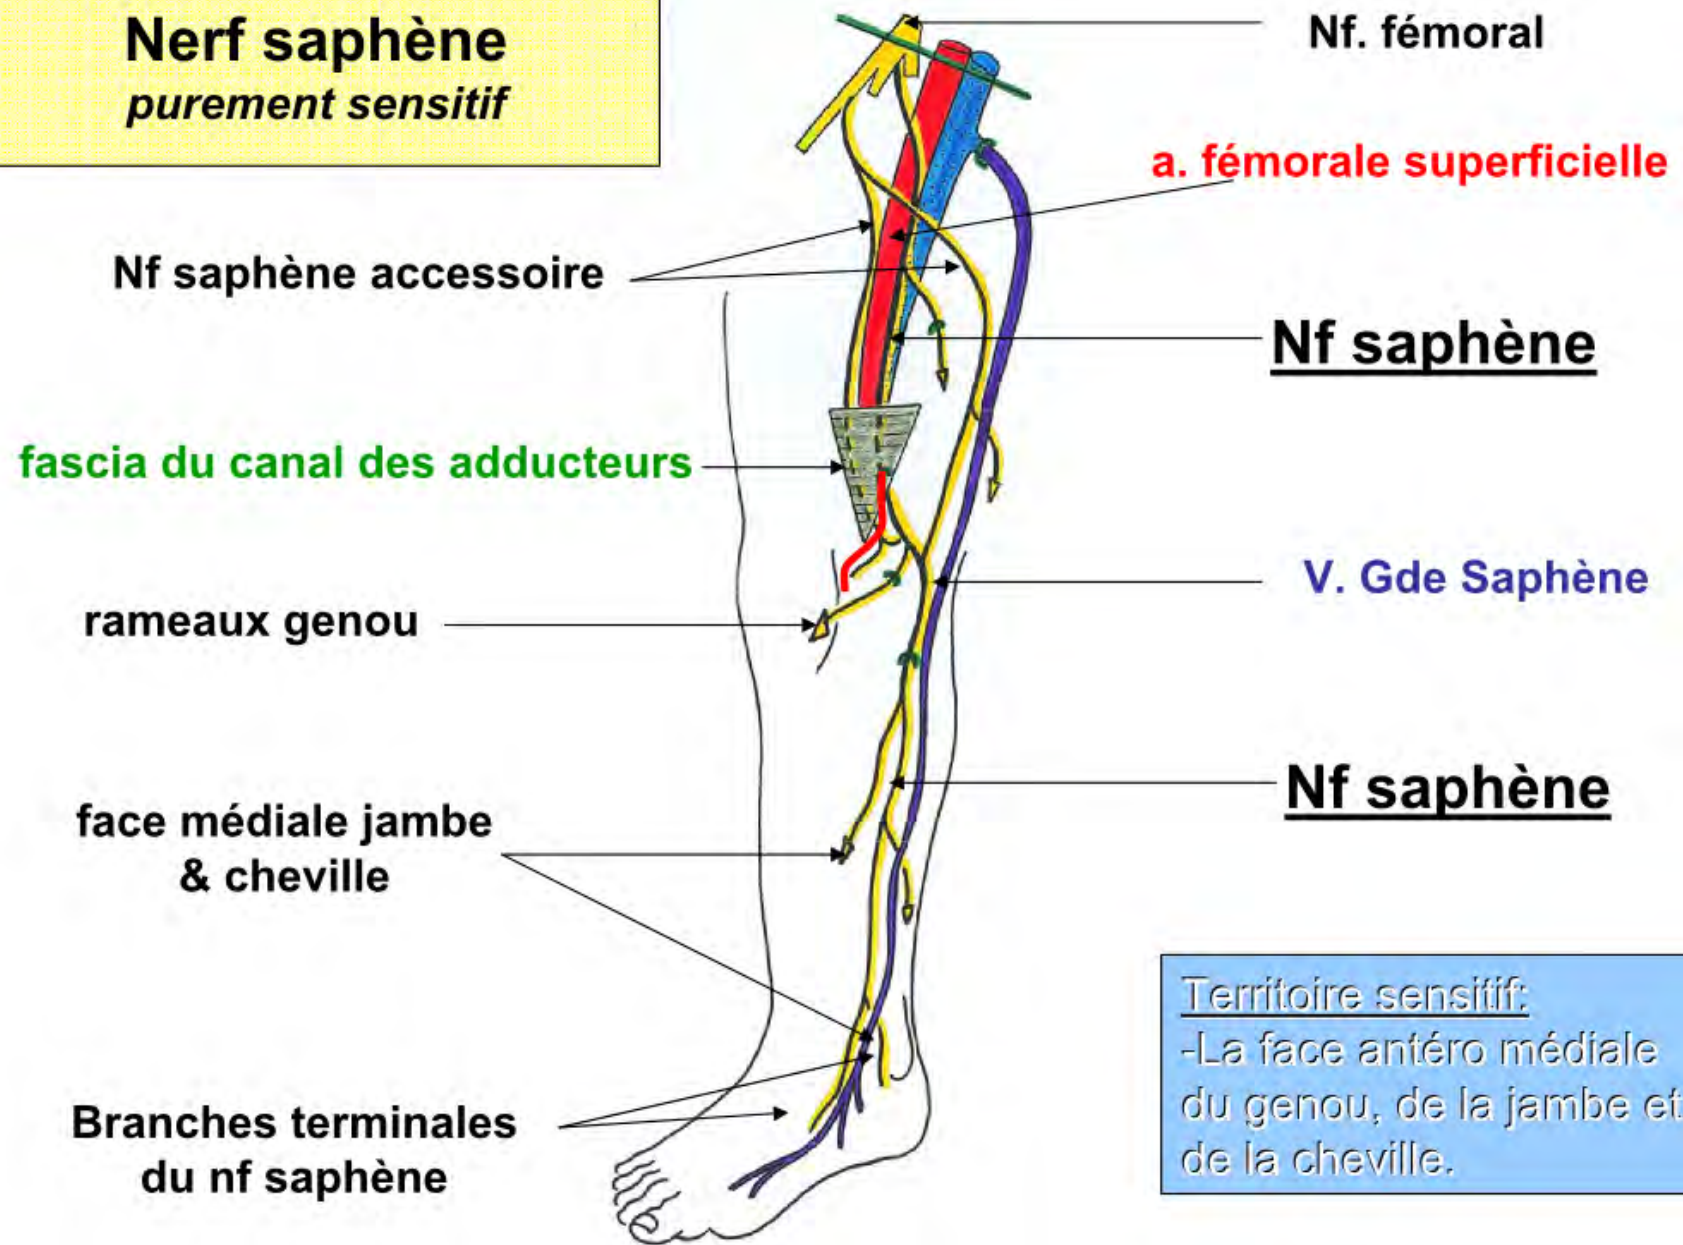 Nerf saphène
purement sensitif
Nf. fémoral
a. fémorale superficielle
Nf saphène accessoire
Nf saphène
fascia du canal des adducteurs
V. Gde Saphène
rameaux genou
Nf saphène
face médiale jambe
& cheville
Territoire sensitif:
-La face antéro médiale
du genou, de la jambe et
de la cheville.
Branches terminales
du nf saphène